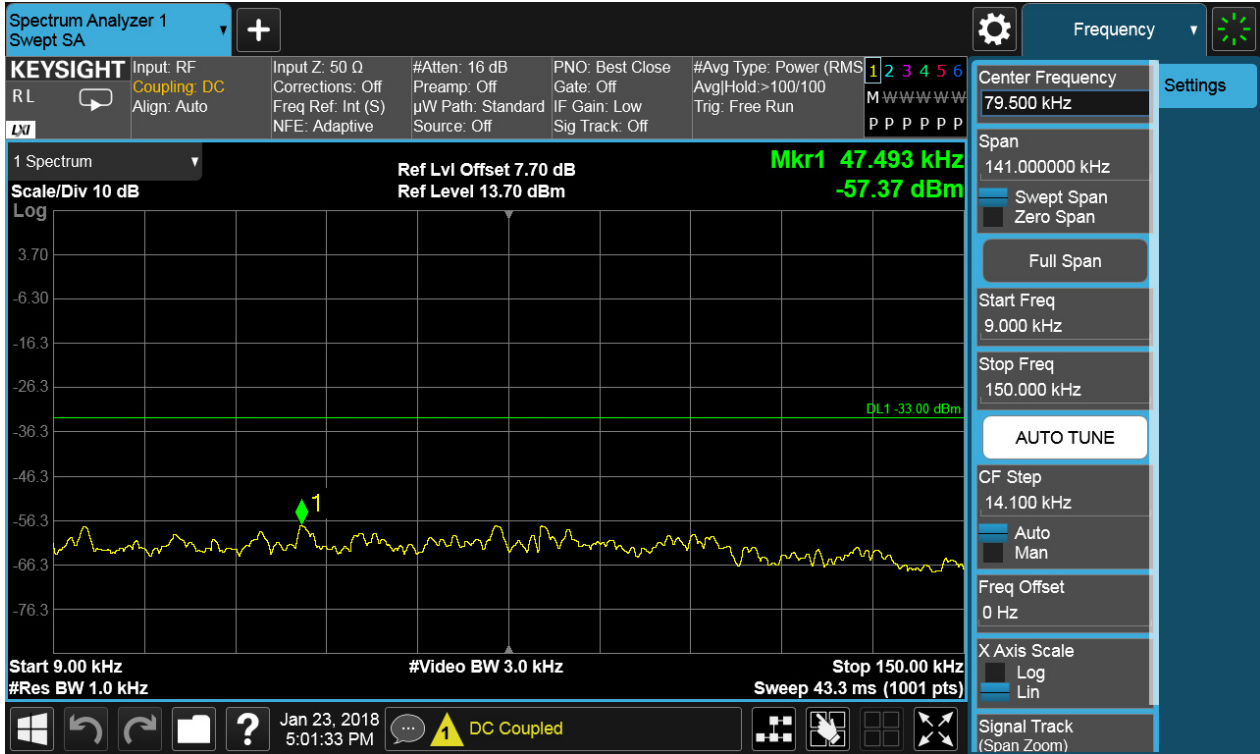 Spectrum Analyzer 1
Swept SA
+
Frequency
KEYSIGHT
RL
LXI
Input: RF
Coupling: DC
Align: Auto
Input Z: 50 Ω
Corrections: Off
Freq Ref: Int (S)
NFE: Adaptive
#Atten: 16 dB
Preamp: Off
µW Path: Standard
Source: Off
PNO: Best Close
Gate: Off
IF Gain: Low
Sig Track: Off
#Avg Type: Power (RMS
Avg|Hold:>100/100
Trig: Free Run
1 2 3 4 5 6
M W W W W W
P P P P P P
1 Spectrum
Scale/Div 10 dB
Log
Ref Lvl Offset 7.70 dB
Ref Level 13.70 dBm
Mkr1 47.493 kHz
-57.37 dBm
3.70
-6.30
-16.3
-26.3
DL1 -33.00 dBm
-36.3
-46.3
1
-56.3
-66.3
-76.3
Start 9.00 kHz
#Res BW 1.0 kHz
#Video BW 3.0 kHz
Stop 150.00 kHz
Sweep 43.3 ms (1001 pts)
Center Frequency
79.500 kHz
Span
141.000000 kHz
Swept Span
Zero Span
Full Span
Start Freq
9.000 kHz
Stop Freq
150.000 kHz
AUTO TUNE
CF Step
14.100 kHz
Auto
Man
Freq Offset
0 Hz
X Axis Scale
Log
Lin
Signal Track
(Span Zoom)
Settings
?
Jan 23, 2018
5:01:33 PM
1
DC Coupled